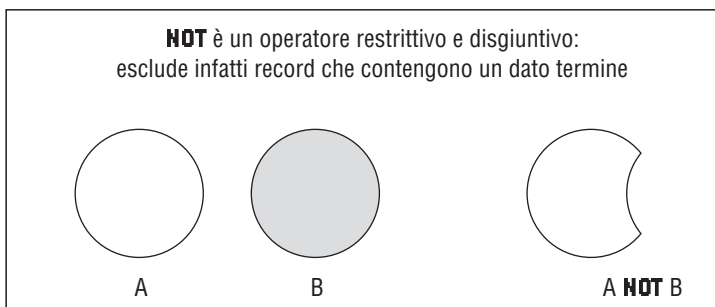 NOT è un operatore restrittivo e disgiuntivo:
esclude infatti record che contengono un dato termine
A
B
A NOT B